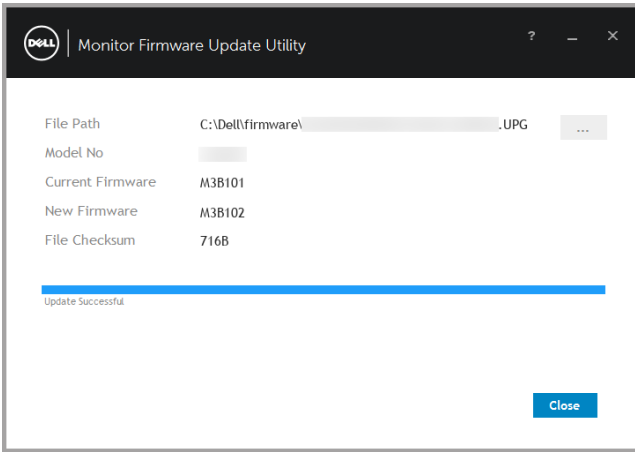 DELL Monitor Firmware Update Utility ?
File Path C:\Dell\firmware\ .UPG ...
Model No
Current Firmware M3B101
New Firmware M3B102
File Checksum 716B
Update Successful
Close